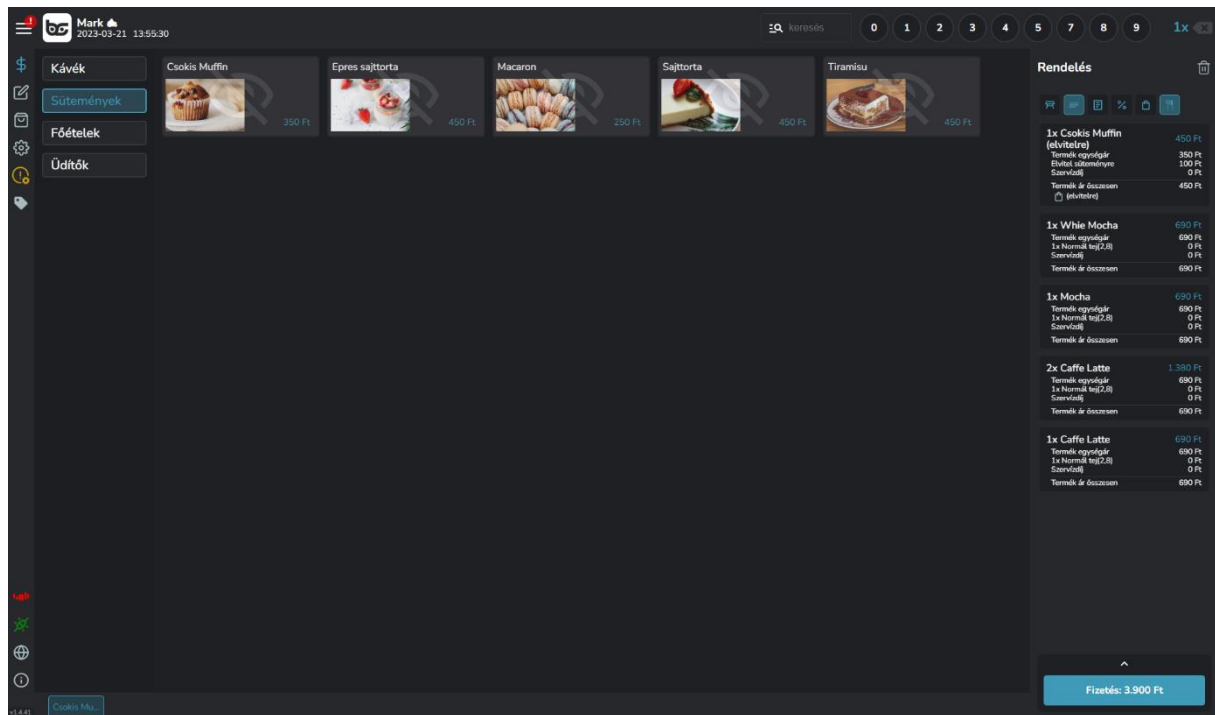 Mark
2023-03-21 13:55:30
keresés
0 1 2 3 4 5 7 8 9
1x
Kávék
Sütemények
Főételek
Üdítők
Csokis Muffin
350 Ft
Epres sajttorta
450 Ft
Macaron
250 Ft
Sajttorta
450 Ft
Tiramisu
450 Ft
Rendelés
1x Csokis Muffin (elvitelre) 450 Ft
Termék egységár 350 Ft
Elvitel süteményre 100 Ft
Szervízdíj 0 Ft
Termék ár összesen 450 Ft
(elvitelre)
1x Whie Mocha 690 Ft
Termék egységár 690 Ft
1x Normál tej(2,8) 0 Ft
Szervízdíj 0 Ft
Termék ár összesen 690 Ft
1x Mocha 690 Ft
Termék egységár 690 Ft
1x Normál tej(2,8) 0 Ft
Szervízdíj 0 Ft
Termék ár összesen 690 Ft
2x Caffe Latte 1.380 Ft
Termék egységár 690 Ft
1x Normál tej(2,8) 0 Ft
Szervízdíj 0 Ft
Termék ár összesen 690 Ft
1x Caffe Latte 690 Ft
Termék egységár 690 Ft
1x Normál tej(2,8) 0 Ft
Szervízdíj 0 Ft
Termék ár összesen 690 Ft
Fizetés: 3.900 Ft
Csokis Mu...
v1.4.41